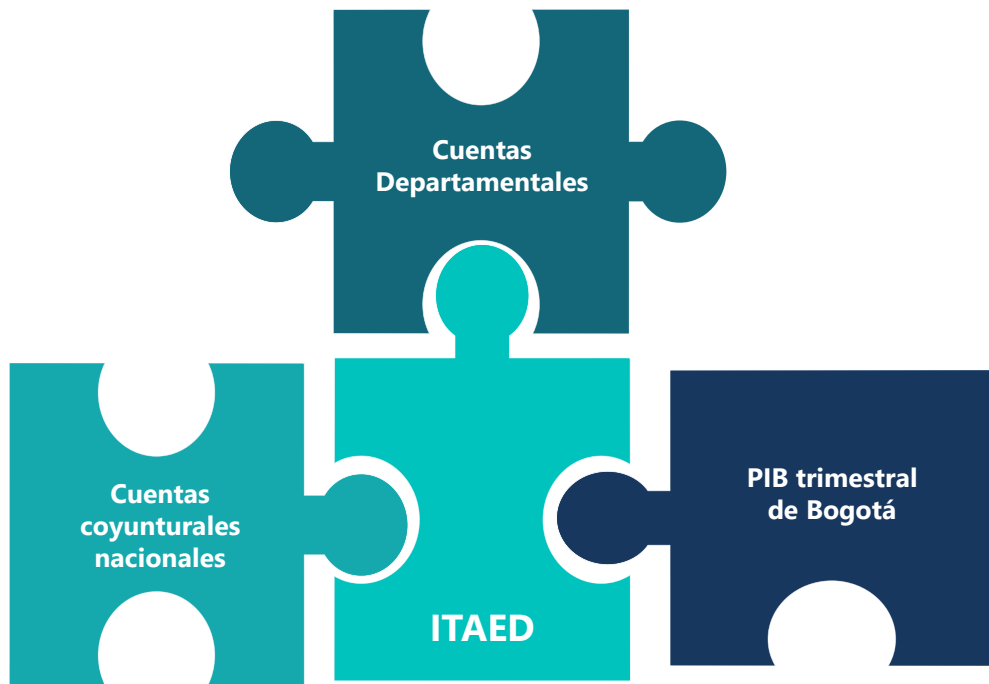 Cuentas
Departamentales
Cuentas
coyunturales
nacionales
PIB trimestral
de Bogotá
ITAED